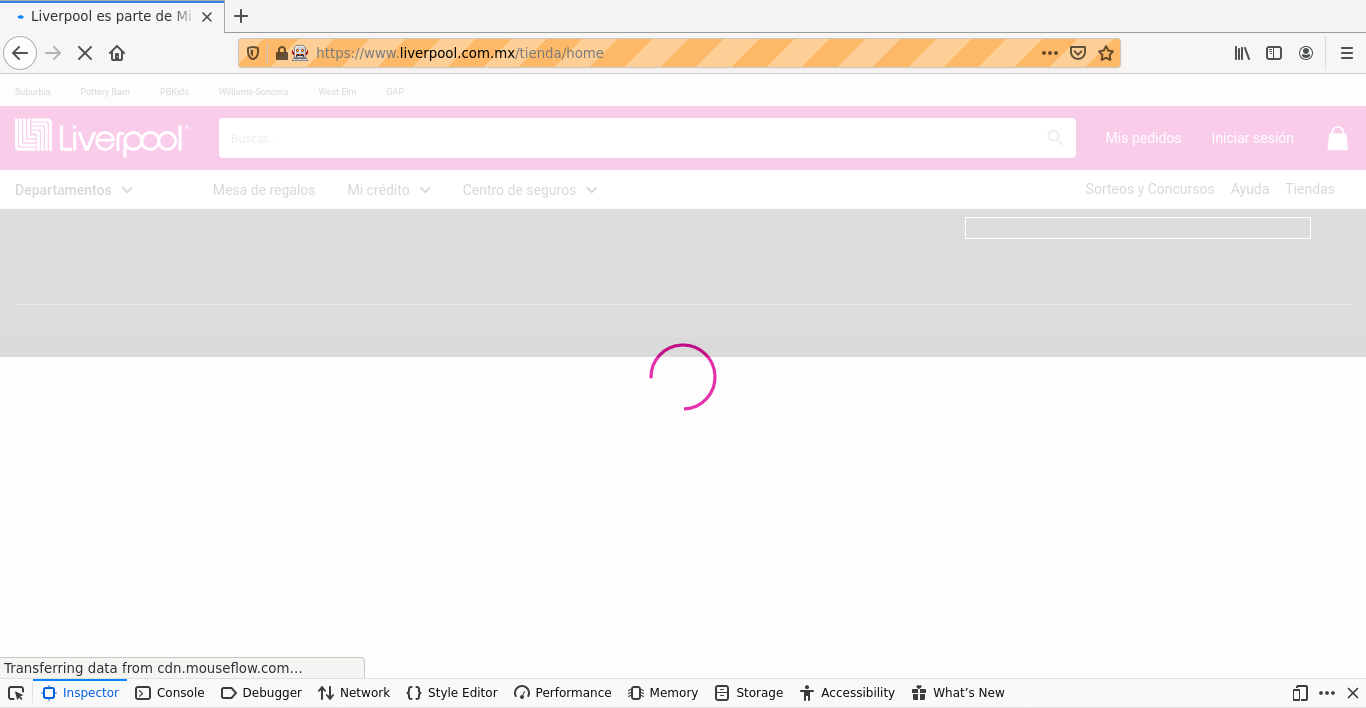 Liverpool es parte de Mi
https://www.liverpool.com.mx/tienda/home
Suburbia Pottery Barn PBKids Williams-Sonoma West Elm GAP
Liverpool Buscar... Mis pedidos Iniciar sesión
Departamentos Mesa de regalos Mi crédito Centro de seguros Sorteos y Concursos Ayuda Tiendas
Transferring data from cdn.mouseflow.com…
Inspector Console Debugger Network Style Editor Performance Memory Storage Accessibility What's New